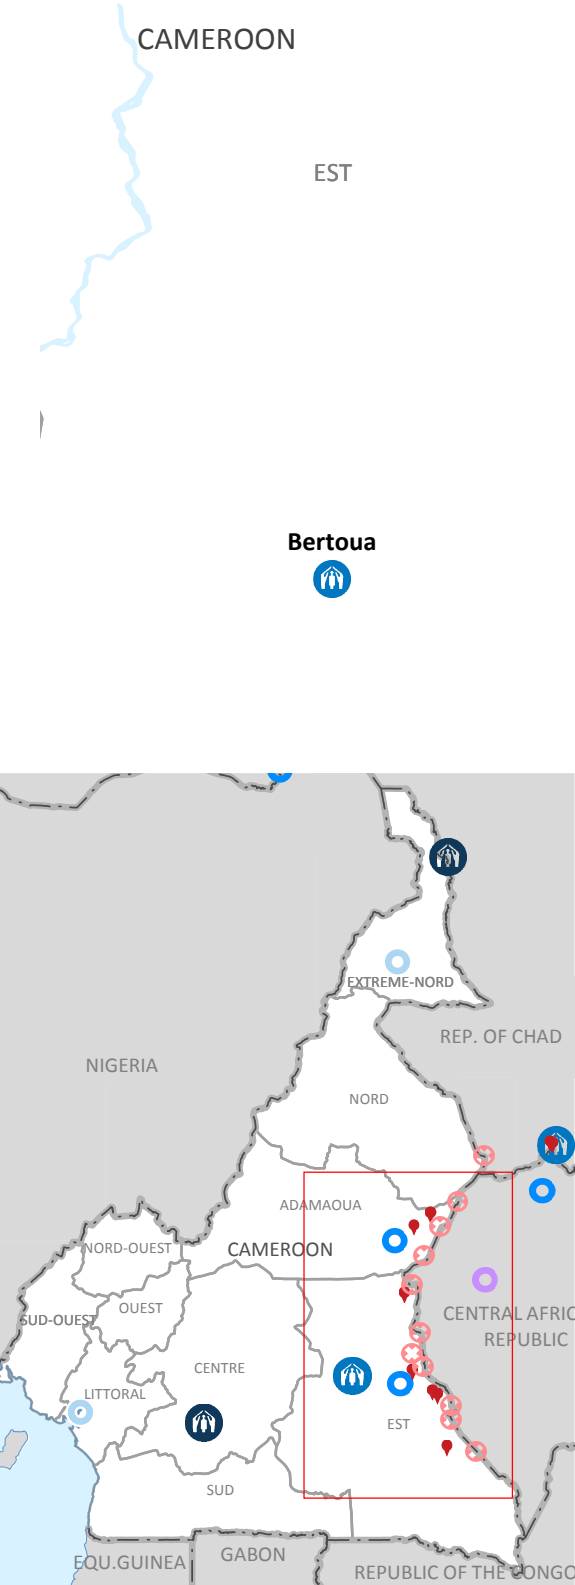 CAMEROON
EST
Bertoua
EXTREME-NORD
REP. OF CHAD
NIGERIA
NORD
ADAMAOUA
NORD-OUEST
CAMEROON
OUEST
SUD-OUEST
CENTRAL AFRIC
REPUBLIC
CENTRE
LITTORAL
EST
SUD
EQU.GUINEA
GABON
REPUBLIC OF THE CONGO